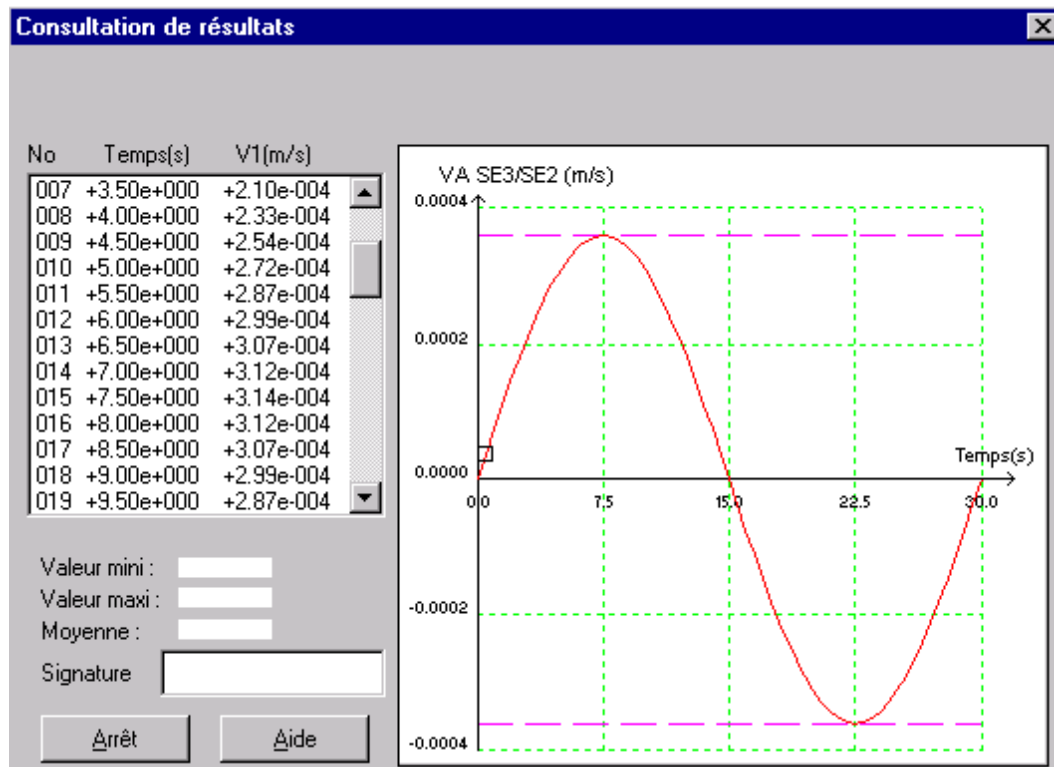 Consultation de résultats
No Temps(s) V1(m/s)
007 +3.50e+000 +2.10e-004
008 +4.00e+000 +2.33e-004
009 +4.50e+000 +2.54e-004
010 +5.00e+000 +2.72e-004
011 +5.50e+000 +2.87e-004
012 +6.00e+000 +2.99e-004
013 +6.50e+000 +3.07e-004
014 +7.00e+000 +3.12e-004
015 +7.50e+000 +3.14e-004
016 +8.00e+000 +3.12e-004
017 +8.50e+000 +3.07e-004
018 +9.00e+000 +2.99e-004
019 +9.50e+000 +2.87e-004
Valeur mini :
Valeur maxi :
Moyenne :
Signature
Arrêt Aide
VA SE3/SE2 (m/s)
0.0004
0.0002
0.0000
-0.0002
-0.0004
Temps(s)
0.0 7.5 15.0 22.5 30.0